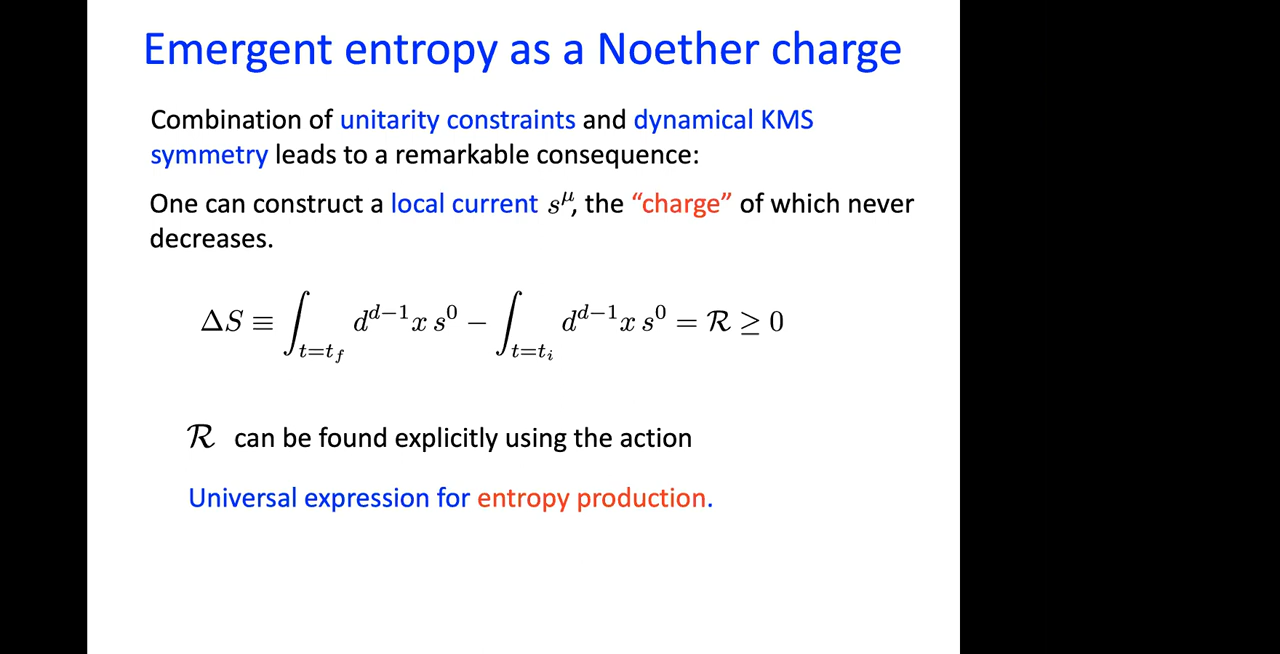 Emergent entropy as a Noether charge
Combination of unitarity constraints and dynamical KMS
symmetry leads to a remarkable consequence:
One can construct a local current s^μ, the “charge” of which never
decreases.
ΔS ≡ ∫_{t=t_f} d^{d−1}x s^0 − ∫_{t=t_i} d^{d−1}x s^0 = ℛ ≥ 0
ℛ can be found explicitly using the action
Universal expression for entropy production.